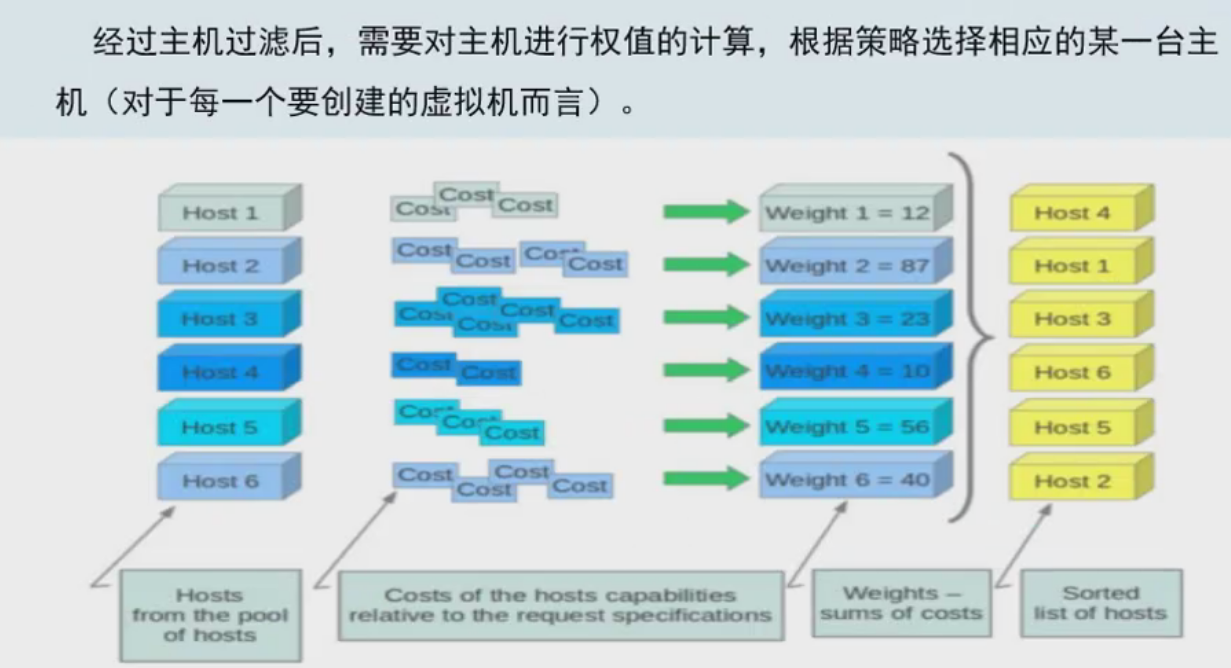 经过主机过滤后，需要对主机进行权值的计算，根据策略选择相应的某一台主
机（对于每一个要创建的虚拟机而言）。
Host 1
Cost
Cost
Cost
Weight 1 = 12
Host 4
Host 2
Cost
Cost
Cost
Cost
Weight 2 = 87
Host 1
Host 3
Cost
Cost
Cost
Cost
Cost
Weight 3 = 23
Host 3
Host 4
Cost
Cost
Weight 4 = 10
Host 6
Host 5
Cost
Cost
Cost
Weight 5 = 56
Host 5
Host 6
Cost
Cost
Cost
Cost
Weight 6 = 40
Host 2
Hosts
from the pool
of hosts
Costs of the hosts capabilities
relative to the request specifications
Weights –
sums of costs
Sorted
list of hosts